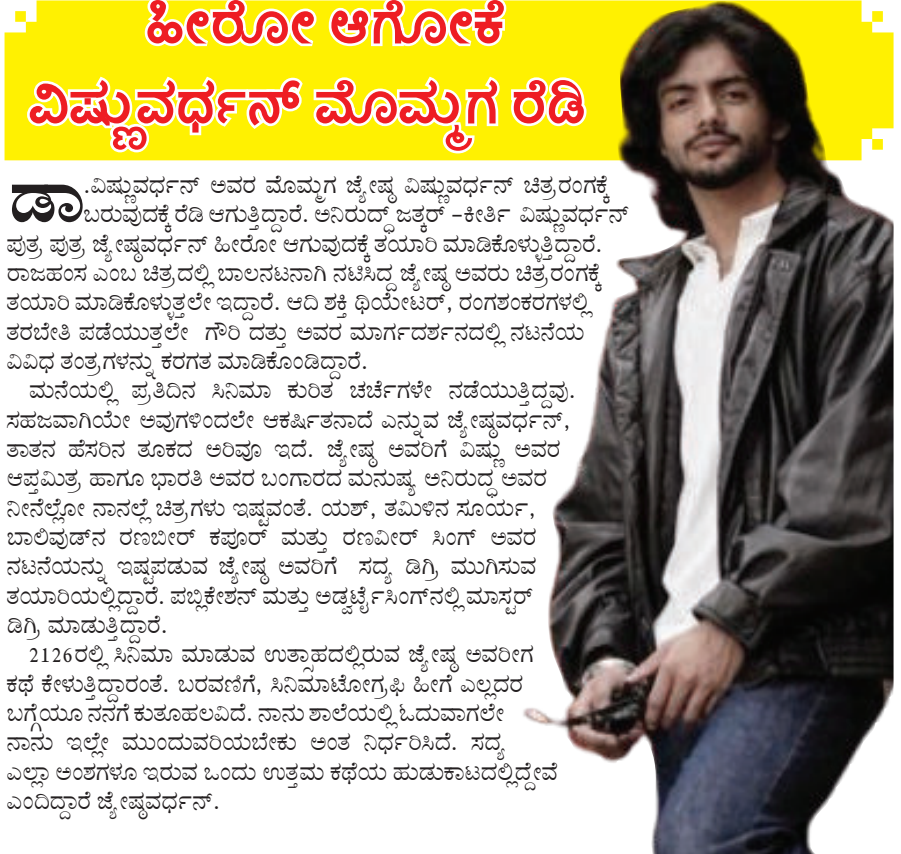 ಹೀರೋ ಆಗೋಕೆ
ವಿಷ್ಣುವರ್ಧನ್ ಮೊಮ್ಮಗ ರೆಡಿ
ಡಾ.ವಿಷ್ಣುವರ್ಧನ್ ಅವರ ಮೊಮ್ಮಗ ಜ್ಯೇಷ್ಠ ವಿಷ್ಣುವರ್ಧನ್ ಚಿತ್ರರಂಗಕ್ಕೆ
ಬರುವುದಕ್ಕೆ ರೆಡಿ ಆಗುತ್ತಿದ್ದಾರೆ. ಅನಿರುದ್ಧ್ ಜತ್ಕರ್ –ಕೀರ್ತಿ ವಿಷ್ಣುವರ್ಧನ್
ಪುತ್ರ ಪುತ್ರ ಜ್ಯೇಷ್ಠವರ್ಧನ್ ಹೀರೋ ಆಗುವುದಕ್ಕೆ ತಯಾರಿ ಮಾಡಿಕೊಳ್ಳುತ್ತಿದ್ದಾರೆ.
ರಾಜಹಂಸ ಎಂಬ ಚಿತ್ರದಲ್ಲಿ ಬಾಲನಟನಾಗಿ ನಟಿಸಿದ್ದ ಜ್ಯೇಷ್ಠ ಅವರು ಚಿತ್ರರಂಗಕ್ಕೆ
ತಯಾರಿ ಮಾಡಿಕೊಳ್ಳುತ್ತಲೇ ಇದ್ದಾರೆ. ಆದಿ ಶಕ್ತಿ ಥಿಯೇಟರ್, ರಂಗಶಂಕರಗಳಲ್ಲಿ
ತರಬೇತಿ ಪಡೆಯುತ್ತಲೇ ಗೌರಿ ದತ್ತು ಅವರ ಮಾರ್ಗದರ್ಶನದಲ್ಲಿ ನಟನೆಯ
ವಿವಿಧ ತಂತ್ರಗಳನ್ನು ಕರಗತ ಮಾಡಿಕೊಂಡಿದ್ದಾರೆ.
ಮನೆಯಲ್ಲಿ ಪ್ರತಿದಿನ ಸಿನಿಮಾ ಕುರಿತ ಚರ್ಚೆಗಳೇ ನಡೆಯುತ್ತಿದ್ದವು.
ಸಹಜವಾಗಿಯೇ ಅವುಗಳಿಂದಲೇ ಆಕರ್ಷಿತನಾದೆ ಎನ್ನುವ ಜ್ಯೇಷ್ಠವರ್ಧನ್,
ತಾತನ ಹೆಸರಿನ ತೂಕದ ಅರಿವೂ ಇದೆ. ಜ್ಯೇಷ್ಠ ಅವರಿಗೆ ವಿಷ್ಣು ಅವರ
ಆಪ್ತಮಿತ್ರ ಹಾಗೂ ಭಾರತಿ ಅವರ ಬಂಗಾರದ ಮನುಷ್ಯ ಅನಿರುದ್ಧ ಅವರ
ನೀನೆಲ್ಲೋ ನಾನಲ್ಲೆ ಚಿತ್ರಗಳು ಇಷ್ಟವಂತೆ. ಯಶ್, ತಮಿಳಿನ ಸೂರ್ಯ,
ಬಾಲಿವುಡ್‌ನ ರಣಬೀರ್ ಕಪೂರ್ ಮತ್ತು ರಣವೀರ್ ಸಿಂಗ್ ಅವರ
ನಟನೆಯನ್ನು ಇಷ್ಟಪಡುವ ಜ್ಯೇಷ್ಠ ಅವರಿಗೆ ಸದ್ಯ ಡಿಗ್ರಿ ಮುಗಿಸುವ
ತಯಾರಿಯಲ್ಲಿದ್ದಾರೆ. ಪಬ್ಲಿಕೇಶನ್ ಮತ್ತು ಅಡ್ವರ್ಟೈಸಿಂಗ್‌ನಲ್ಲಿ ಮಾಸ್ಟರ್
ಡಿಗ್ರಿ ಮಾಡುತ್ತಿದ್ದಾರೆ.
2126ರಲ್ಲಿ ಸಿನಿಮಾ ಮಾಡುವ ಉತ್ಸಾಹದಲ್ಲಿರುವ ಜ್ಯೇಷ್ಠ ಅವರೀಗ
ಕಥೆ ಕೇಳುತ್ತಿದ್ದಾರಂತೆ. ಬರವಣಿಗೆ, ಸಿನಿಮಾಟೋಗ್ರಫಿ ಹೀಗೆ ಎಲ್ಲದರ
ಬಗ್ಗೆಯೂ ನನಗೆ ಕುತೂಹಲವಿದೆ. ನಾನು ಶಾಲೆಯಲ್ಲಿ ಓದುವಾಗಲೇ
ನಾನು ಇಲ್ಲೇ ಮುಂದುವರಿಯಬೇಕು ಅಂತ ನಿರ್ಧರಿಸಿದೆ. ಸದ್ಯ
ಎಲ್ಲಾ ಅಂಶಗಳೂ ಇರುವ ಒಂದು ಉತ್ತಮ ಕಥೆಯ ಹುಡುಕಾಟದಲ್ಲಿದ್ದೇವೆ
ಎಂದಿದ್ದಾರೆ ಜ್ಯೇಷ್ಠವರ್ಧನ್.